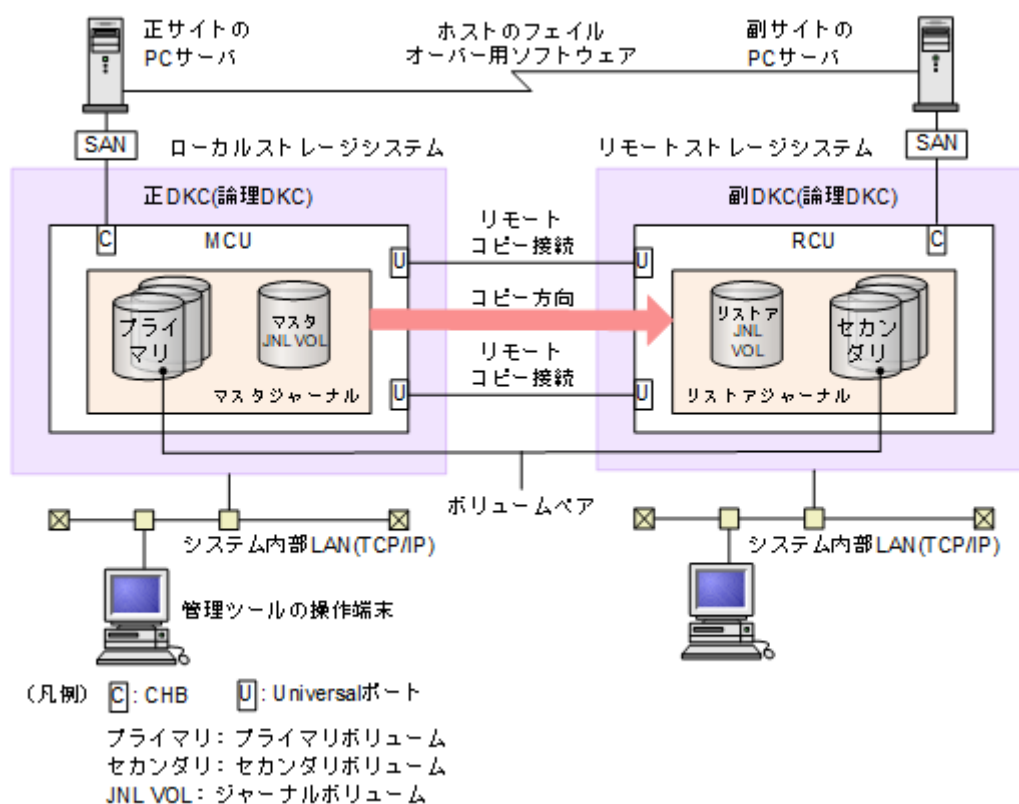 正サイトの
PCサーバ
ホストのフェイル
オーバー用ソフトウェア
副サイトの
PCサーバ
SAN
SAN
ローカルストレージシステム
リモートストレージシステム
正DKC(論理DKC)
副DKC(論理DKC)
C
MCU
RCU
C
リモート
コピー接続
U
U
プライ
マリ
マスタ
JNL VOL
コピー方向
リストア
JNL
VOL
セカン
ダリ
リモート
コピー接続
マスタジャーナル
U
U
リストアジャーナル
ボリュームペア
システム内部LAN(TCP/IP)
システム内部LAN(TCP/IP)
管理ツールの操作端末
(凡例) C: CHB U: Universalポート
プライマリ: プライマリボリューム
セカンダリ: セカンダリボリューム
JNL VOL: ジャーナルボリューム